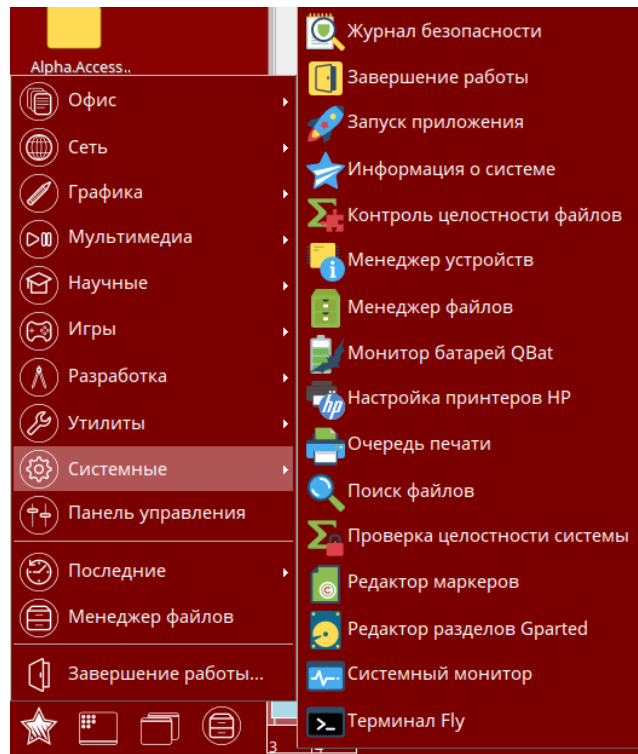 Alpha.Access..
Офис
Сеть
Графика
Мультимедиа
Научные
Игры
Разработка
Утилиты
Системные
Панель управления
Последние
Менеджер файлов
Завершение работы...
Журнал безопасности
Завершение работы
Запуск приложения
Информация о системе
Контроль целостности файлов
Менеджер устройств
Менеджер файлов
Монитор батарей QBat
Настройка принтеров HP
Очередь печати
Поиск файлов
Проверка целостности системы
Редактор маркеров
Редактор разделов Gparted
Системный монитор
Терминал Fly
hp
3